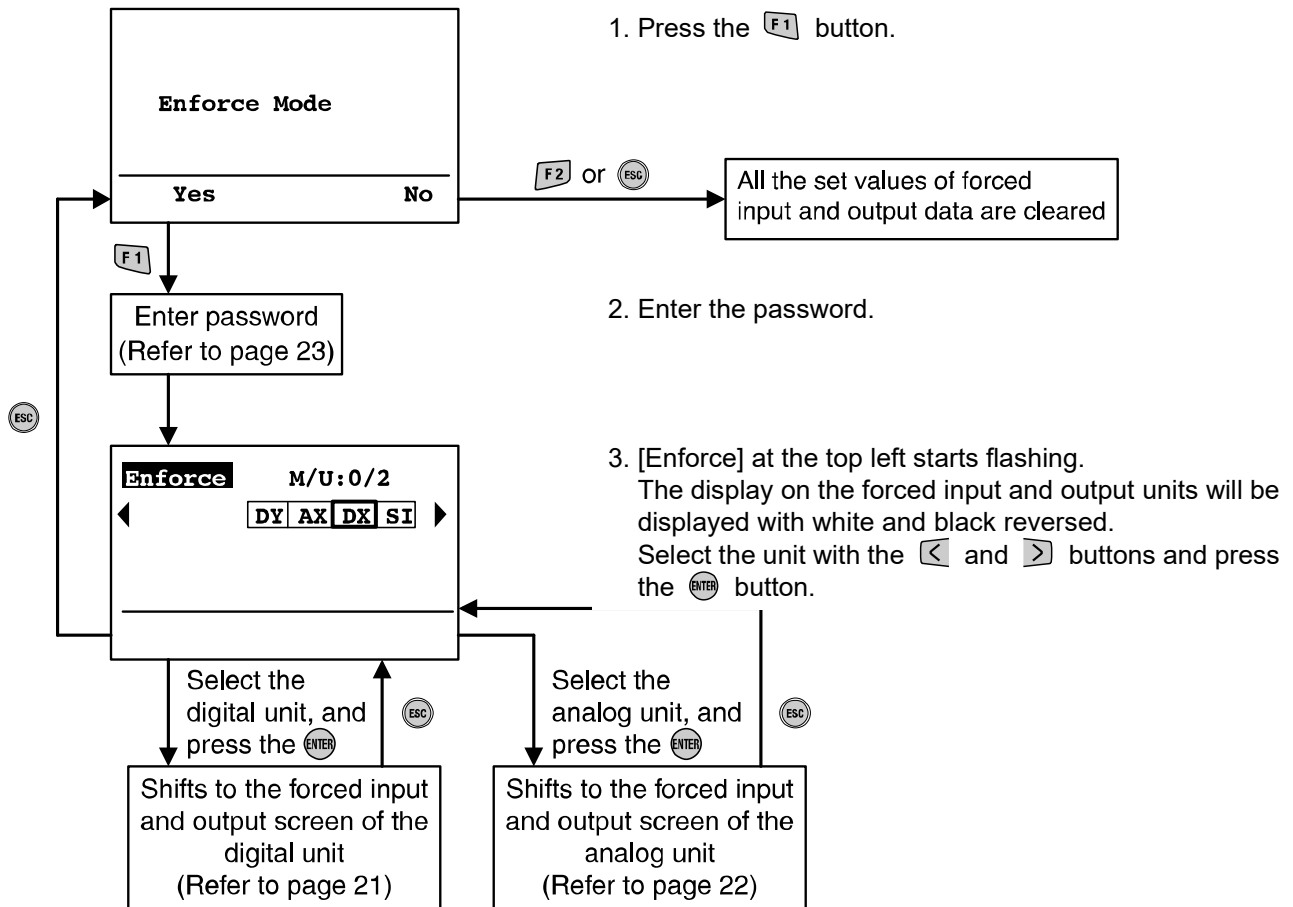 1. Press the F1 button.
Enforce Mode
Yes No
F2 or ESC
All the set values of forced
input and output data are cleared
F1
2. Enter the password.
Enter password
(Refer to page 23)
ESC
3. [Enforce] at the top left starts flashing.
The display on the forced input and output units will be
displayed with white and black reversed.
Select the unit with the < and > buttons and press
the ENTER button.
Enforce M/U:0/2
DY AX DX SI
Select the
digital unit, and
press the ENTER
ESC
Select the
analog unit, and
press the ENTER
ESC
Shifts to the forced input
and output screen of the
digital unit
(Refer to page 21)
Shifts to the forced input
and output screen of the
analog unit
(Refer to page 22)